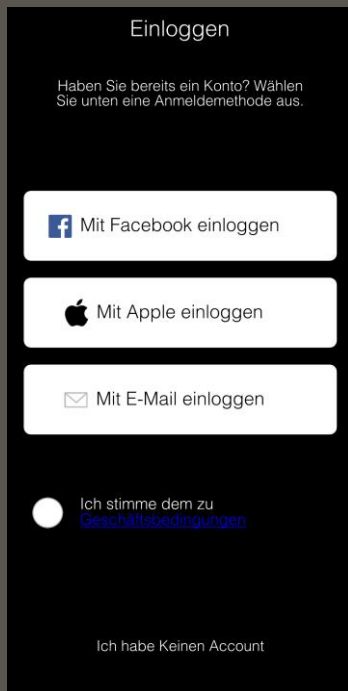 Einloggen
Haben Sie bereits ein Konto? Wählen
Sie unten eine Anmeldemethode aus.
Mit Facebook einloggen
Mit Apple einloggen
Mit E-Mail einloggen
Ich stimme dem zu
Geschäftsbedingungen
Ich habe Keinen Account